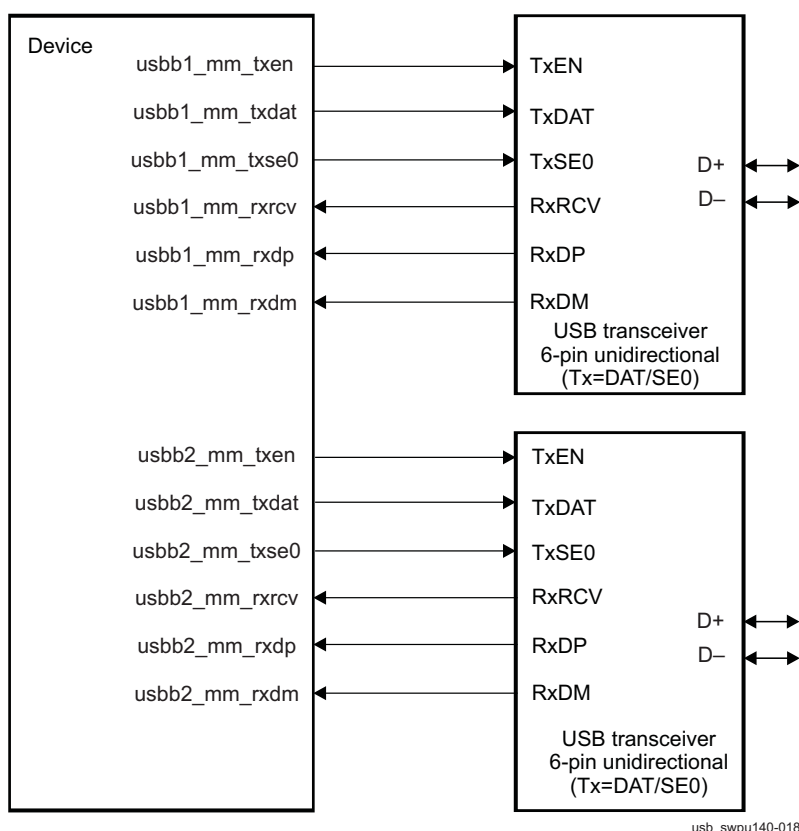 Device
usbb1_mm_txen
usbb1_mm_txdat
usbb1_mm_txse0
usbb1_mm_rxrcv
usbb1_mm_rxdp
usbb1_mm_rxdm
TxEN
TxDAT
TxSE0
RxRCV
RxDP
RxDM
D+
D–
USB transceiver
6-pin unidirectional
(Tx=DAT/SE0)
usbb2_mm_txen
usbb2_mm_txdat
usbb2_mm_txse0
usbb2_mm_rxrcv
usbb2_mm_rxdp
usbb2_mm_rxdm
TxEN
TxDAT
TxSE0
RxRCV
RxDP
RxDM
D+
D–
USB transceiver
6-pin unidirectional
(Tx=DAT/SE0)
usb_swpu140-018